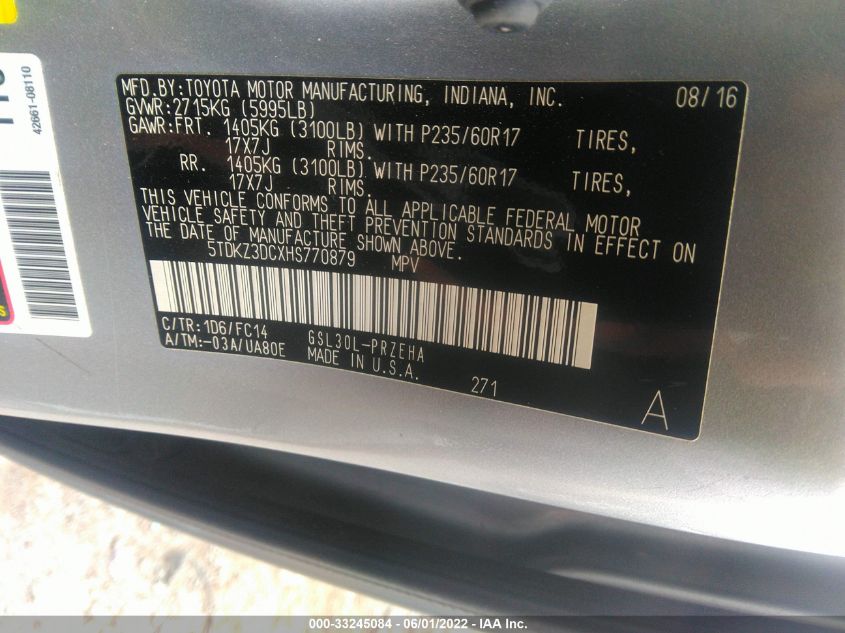 42661-08110
MFD.BY:TOYOTA MOTOR MANUFACTURING, INDIANA, INC. 08/16
GVWR:2715KG (5995LB)
GAWR:FRT. 1405KG (3100LB) WITH P235/60R17 TIRES,
17X7J RIMS.
RR. 1405KG (3100LB) WITH P235/60R17 TIRES,
17X7J RIMS.
THIS VEHICLE CONFORMS TO ALL APPLICABLE FEDERAL MOTOR
VEHICLE SAFETY AND THEFT PREVENTION STANDARDS IN EFFECT ON
THE DATE OF MANUFACTURE SHOWN ABOVE.
5TDKZ3DCXHS770879 MPV
C/TR:1D6/FC14 GSL30L-PRZEHA
A/TM:-03A/UA80E MADE IN U.S.A.
271 A
000-33245084 - 06/01/2022 - IAA Inc.